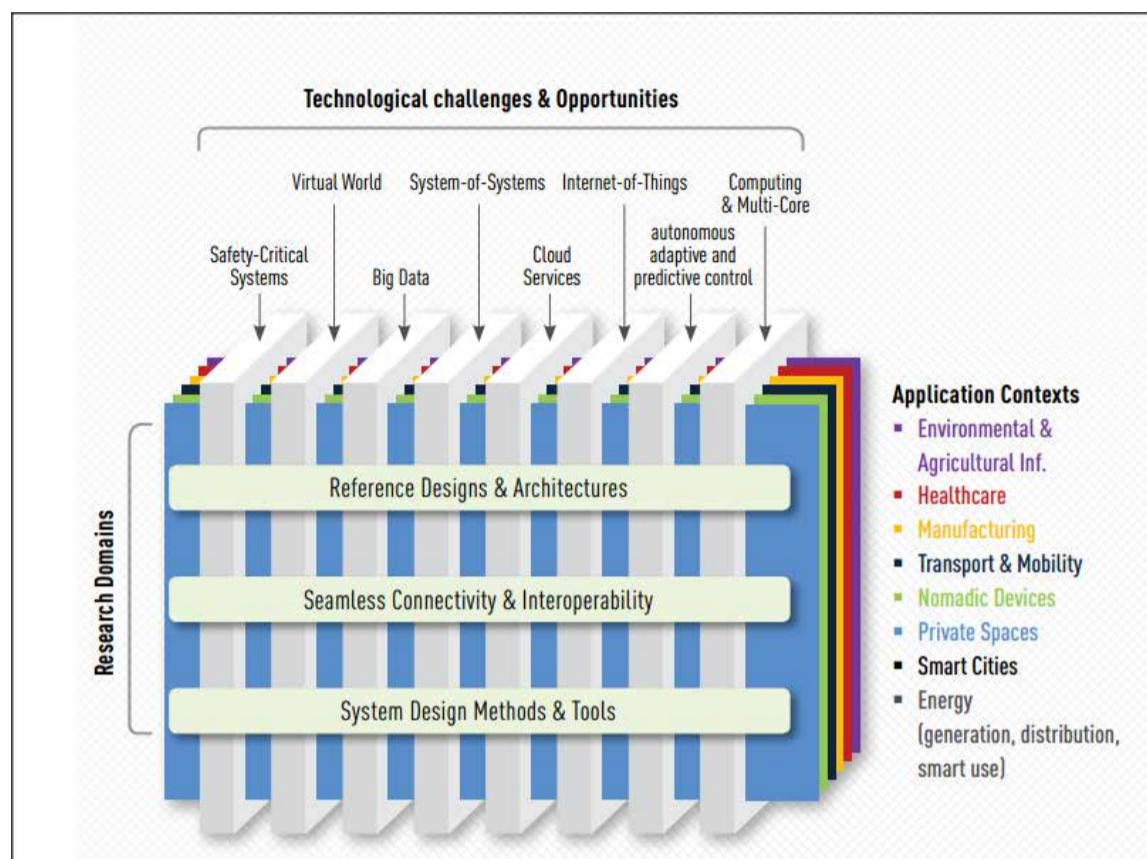 Technological challenges & Opportunities
Virtual World
System-of-Systems
Internet-of-Things
Computing
& Multi-Core
Safety-Critical
Systems
Big Data
Cloud
Services
autonomous
adaptive and
predictive control
Research Domains
Reference Designs & Architectures
Seamless Connectivity & Interoperability
System Design Methods & Tools
Application Contexts
Environmental &
Agricultural Inf.
Healthcare
Manufacturing
Transport & Mobility
Nomadic Devices
Private Spaces
Smart Cities
Energy
(generation, distribution,
smart use)